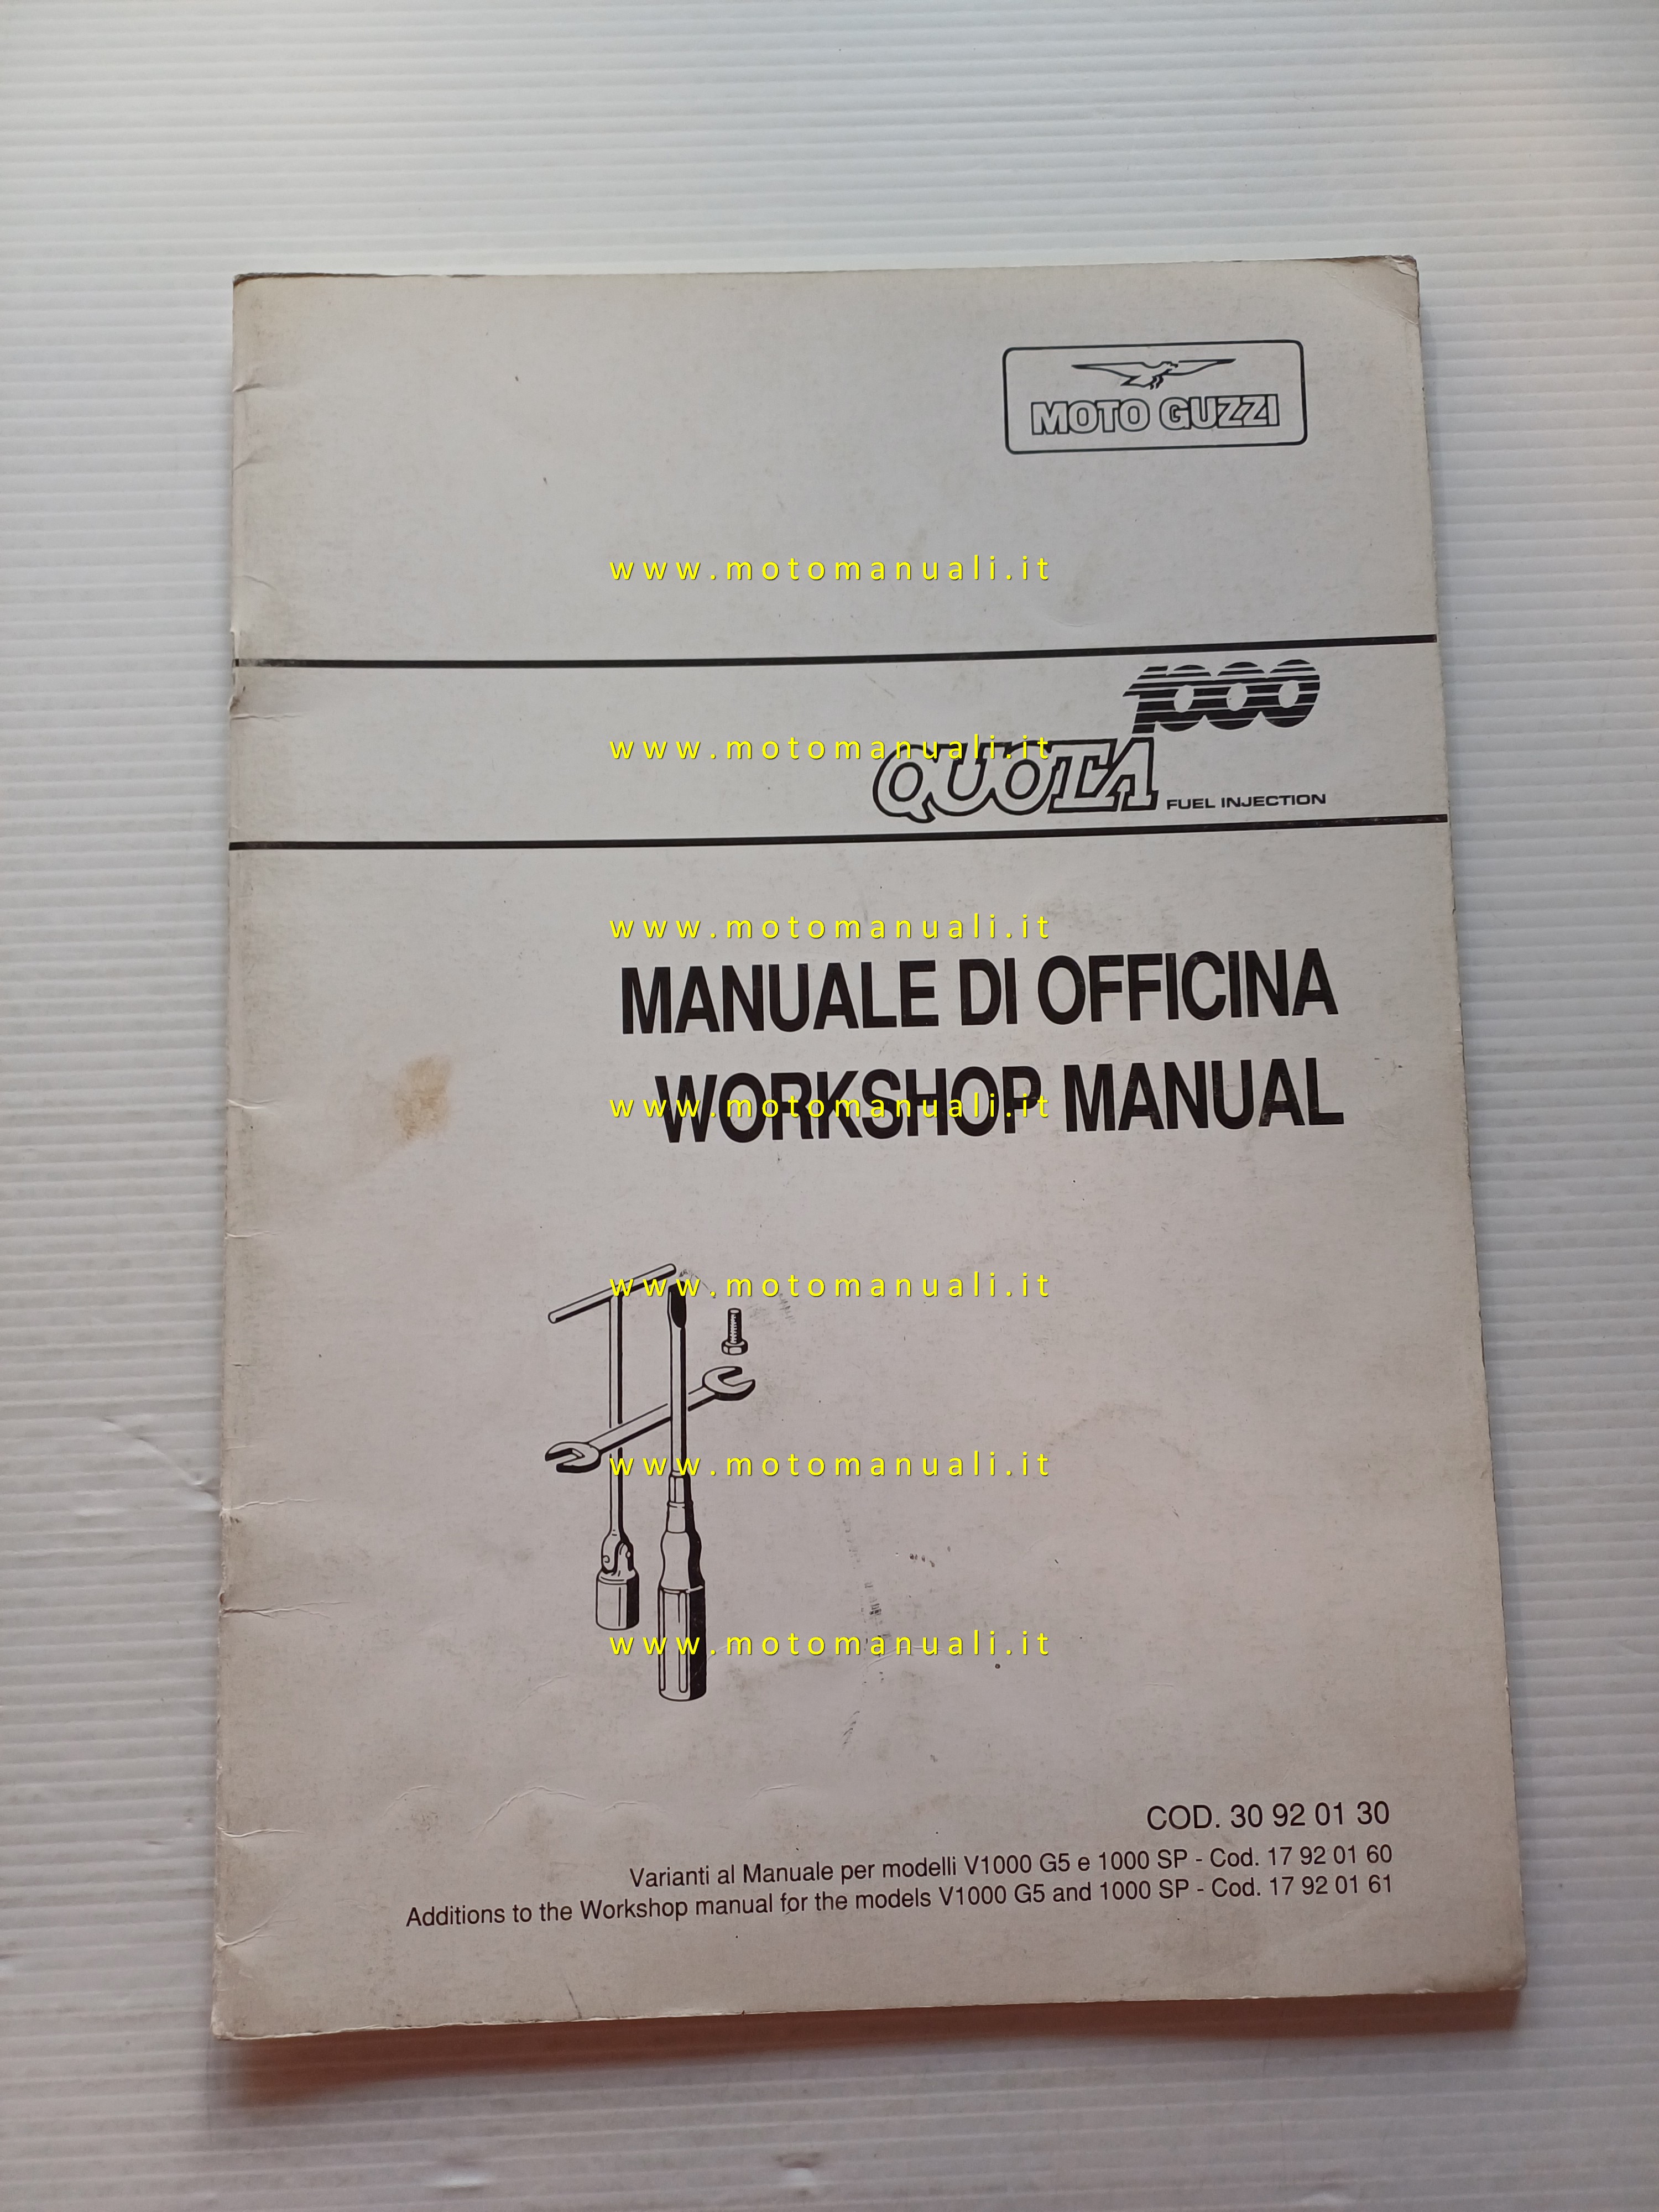 MOTO GUZZI
www.motomanuali.it
1000
www.motomanuali.it
QUOTA FUEL INJECTION
www.motomanuali.it
MANUALE DI OFFICINA
WORKSHOP MANUAL
www.motomanuali.it
www.motomanuali.it
www.motomanuali.it
www.motomanuali.it
COD. 30 92 01 30
Varianti al Manuale per modelli V1000 G5 e 1000 SP - Cod. 17 92 01 60
Additions to the Workshop manual for the models V1000 G5 and 1000 SP - Cod. 17 92 01 61